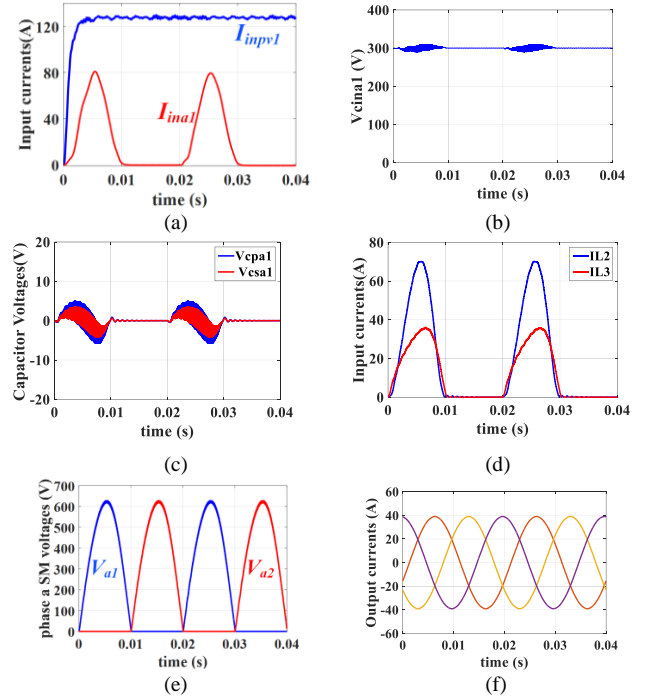 Input currents(A)
120
80
40
0
I_inpv1
I_ina1
0 0.01 0.02 0.03 0.04
time (s)
(a)
Vcina1 (V)
400
300
200
100
0
0 0.01 0.02 0.03 0.04
time (s)
(b)
Capacitor Voltages(V)
20
10
0
-10
-20
Vcpa1
Vcsa1
0 0.01 0.02 0.03 0.04
time (s)
(c)
Input currents(A)
80
60
40
20
0
IL2
IL3
0 0.01 0.02 0.03 0.04
time (s)
(d)
phase a SM voltages (V)
700
600
500
400
300
200
100
0
V_a1
V_a2
0 0.01 0.02 0.03 0.04
time (s)
(e)
Output currents (A)
60
40
20
0
-20
-40
-60
0 0.01 0.02 0.03 0.04
time (s)
(f)